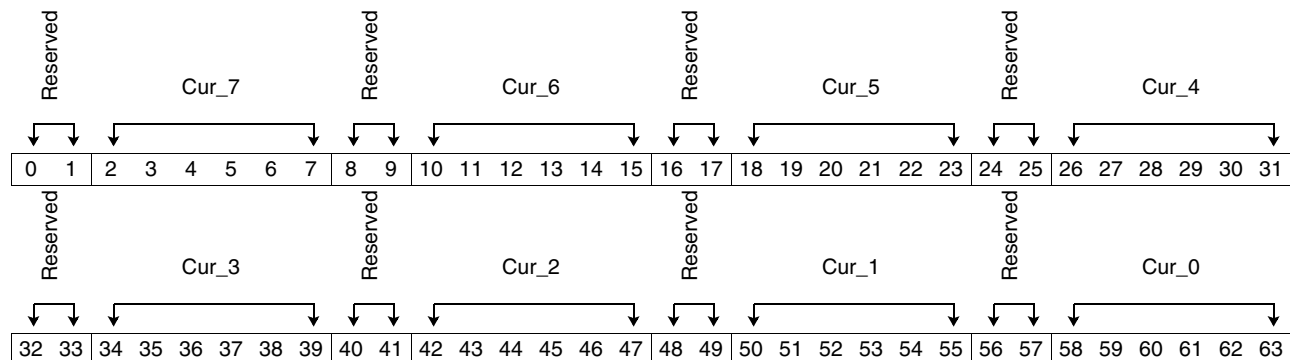 Reserved Reserved Reserved Reserved
Cur_7 Cur_6 Cur_5 Cur_4
0 1 2 3 4 5 6 7 8 9 10 11 12 13 14 15 16 17 18 19 20 21 22 23 24 25 26 27 28 29 30 31
Reserved Reserved Reserved Reserved
Cur_3 Cur_2 Cur_1 Cur_0
32 33 34 35 36 37 38 39 40 41 42 43 44 45 46 47 48 49 50 51 52 53 54 55 56 57 58 59 60 61 62 63